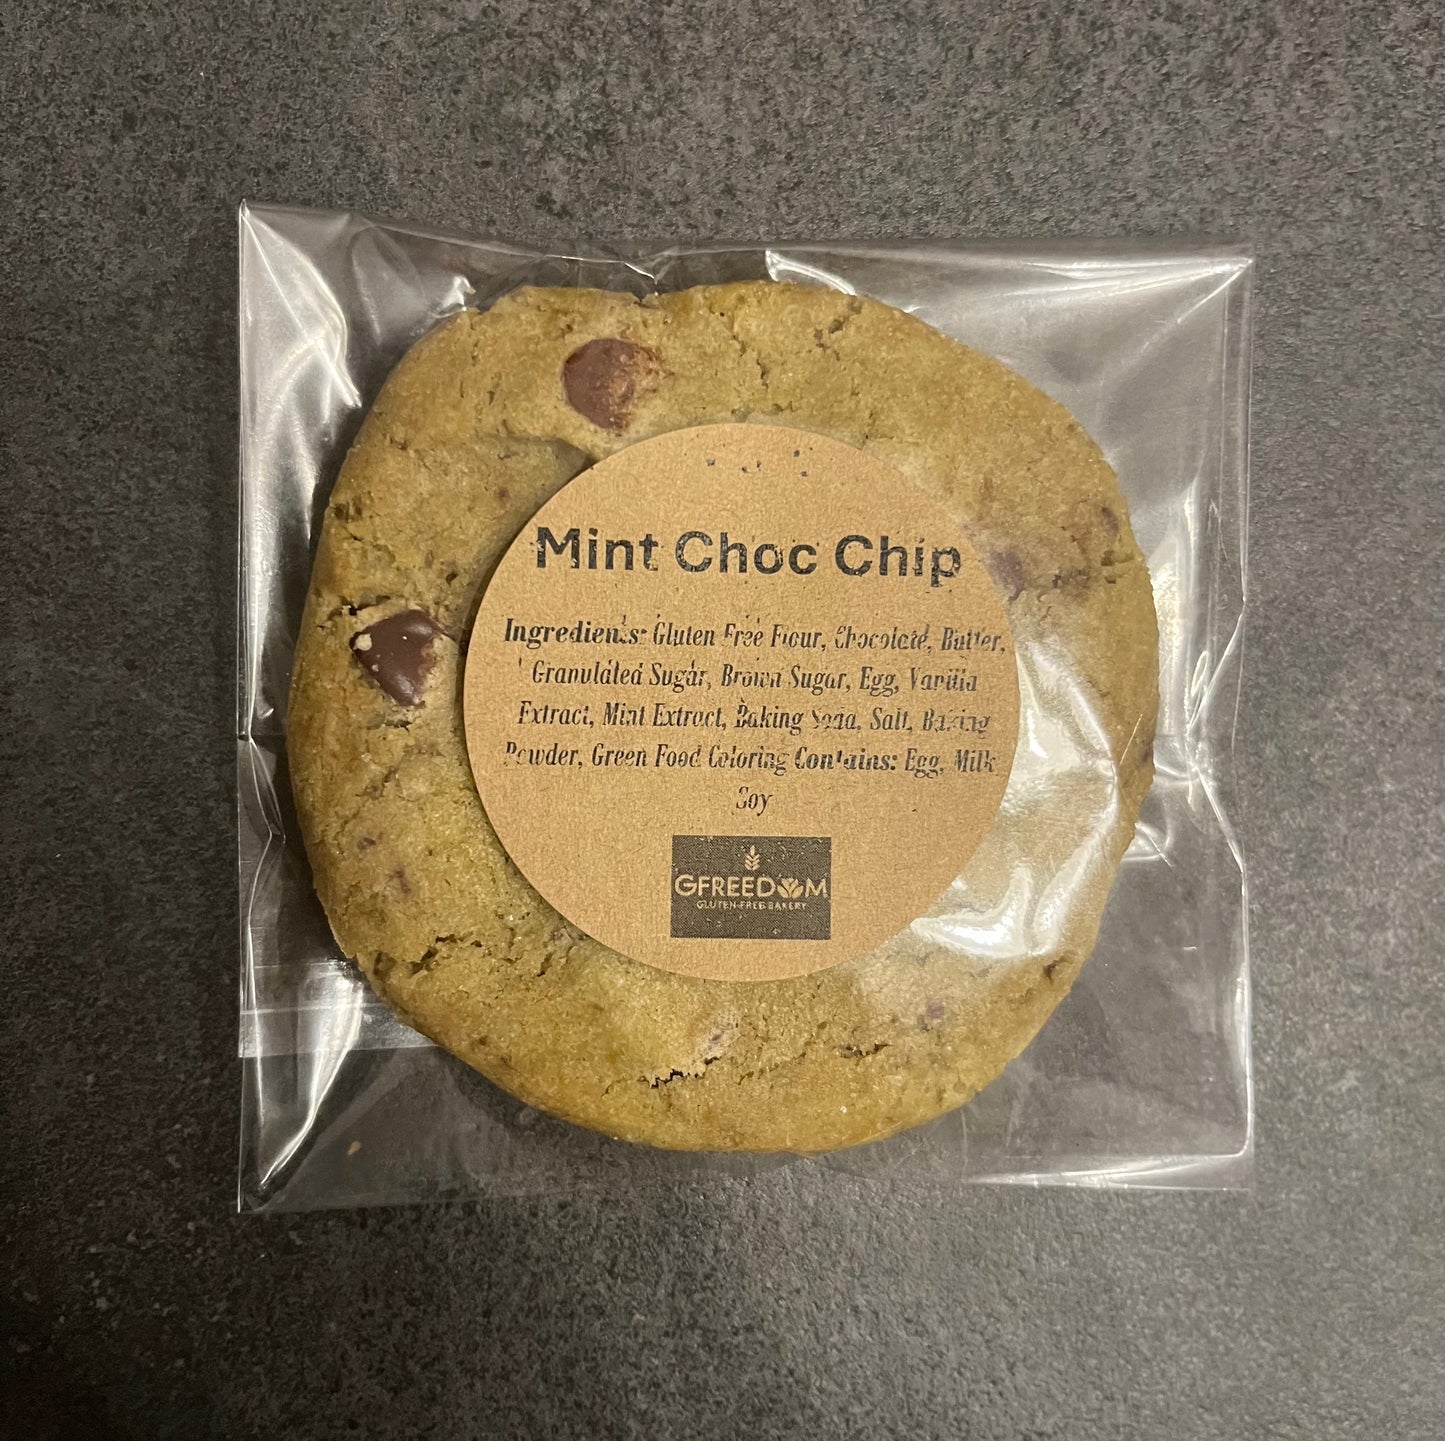 Mint Choc Chip
Ingredients: Gluten Free Flour, Chocolate, Butter,
Granulated Sugar, Brown Sugar, Egg, Vanilla
Extract, Mint Extract, Baking Soda, Salt, Baking
Powder, Green Food Coloring Contains: Egg, Milk
Soy
GFREEDOM
GLUTEN-FREE BAKERY